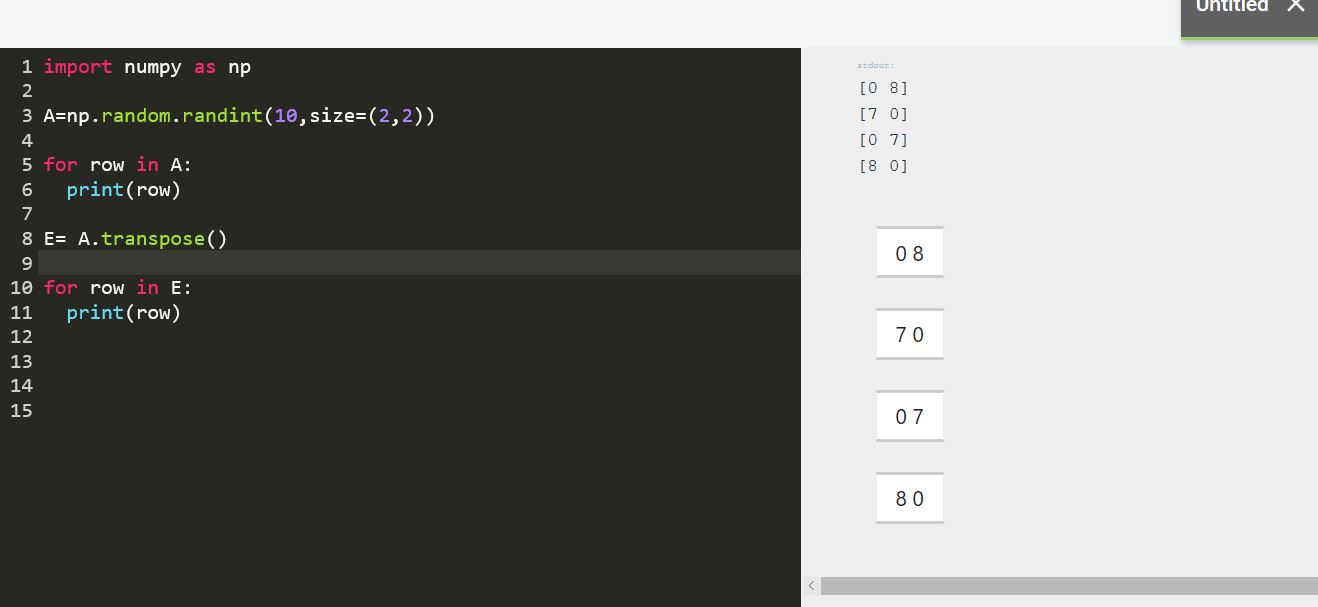 Untitled ×
1 import numpy as np
2
3 A=np.random.randint(10,size=(2,2))
4
5 for row in A:
6   print(row)
7
8 E= A.transpose()
9
10 for row in E:
11   print(row)
12
13
14
15
stdout:
[0 8]
[7 0]
[0 7]
[8 0]
0 8
7 0
0 7
8 0